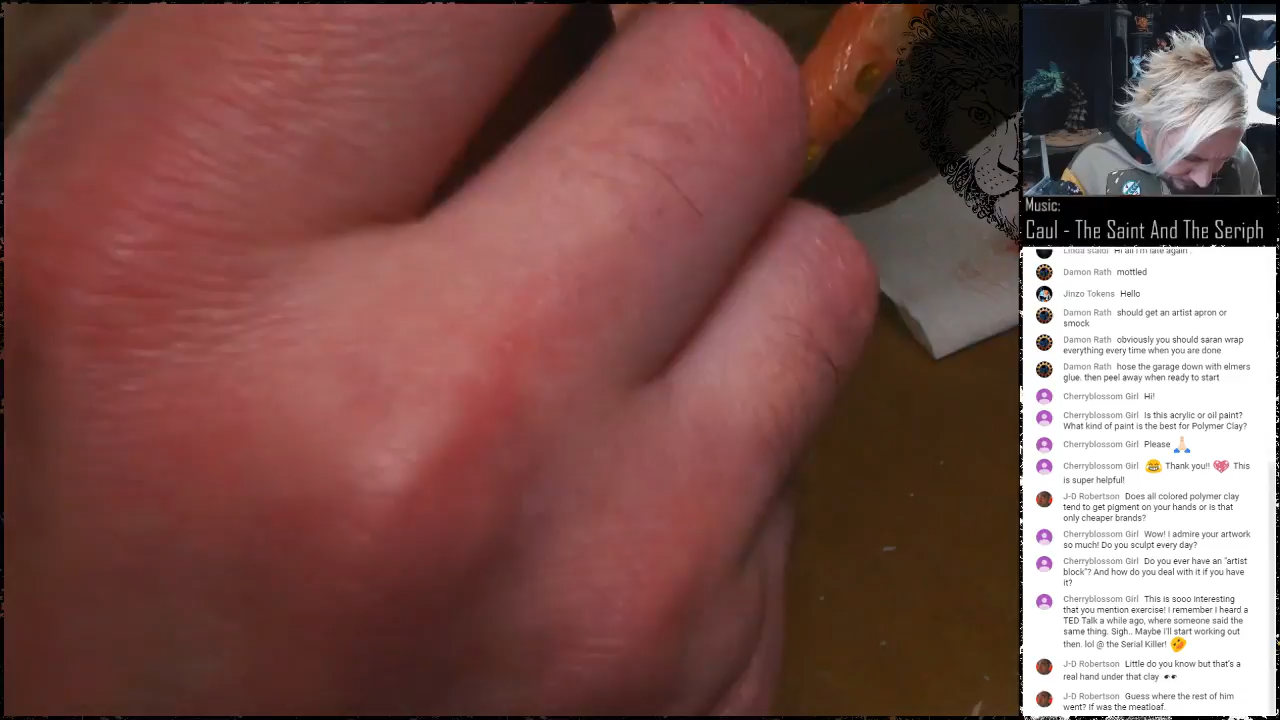 Music:
Caul - The Saint And The Seriph
Linda staldf Hi all I'm late again .
Damon Rath mottled
Jinzo Tokens Hello
Damon Rath should get an artist apron or
smock
Damon Rath obviously you should saran wrap
everything every time when you are done
Damon Rath hose the garage down with elmers
glue. then peel away when ready to start
Cherryblossom Girl Hi!
Cherryblossom Girl Is this acrylic or oil paint?
What kind of paint is the best for Polymer Clay?
Cherryblossom Girl Please 🙏
Cherryblossom Girl 😂 Thank you!! 💖 This
is super helpful!
J-D Robertson Does all colored polymer clay
tend to get pigment on your hands or is that
only cheaper brands?
Cherryblossom Girl Wow! I admire your artwork
so much! Do you sculpt every day?
Cherryblossom Girl Do you ever have an "artist
block"? And how do you deal with it if you have
it?
Cherryblossom Girl This is sooo interesting
that you mention exercise! I remember I heard a
TED Talk a while ago, where someone said the
same thing. Sigh.. Maybe I'll start working out
then. lol @ the Serial Killer! 🤣
J-D Robertson Little do you know but that's a
real hand under that clay 👀
J-D Robertson Guess where the rest of him
went? If was the meatloaf.